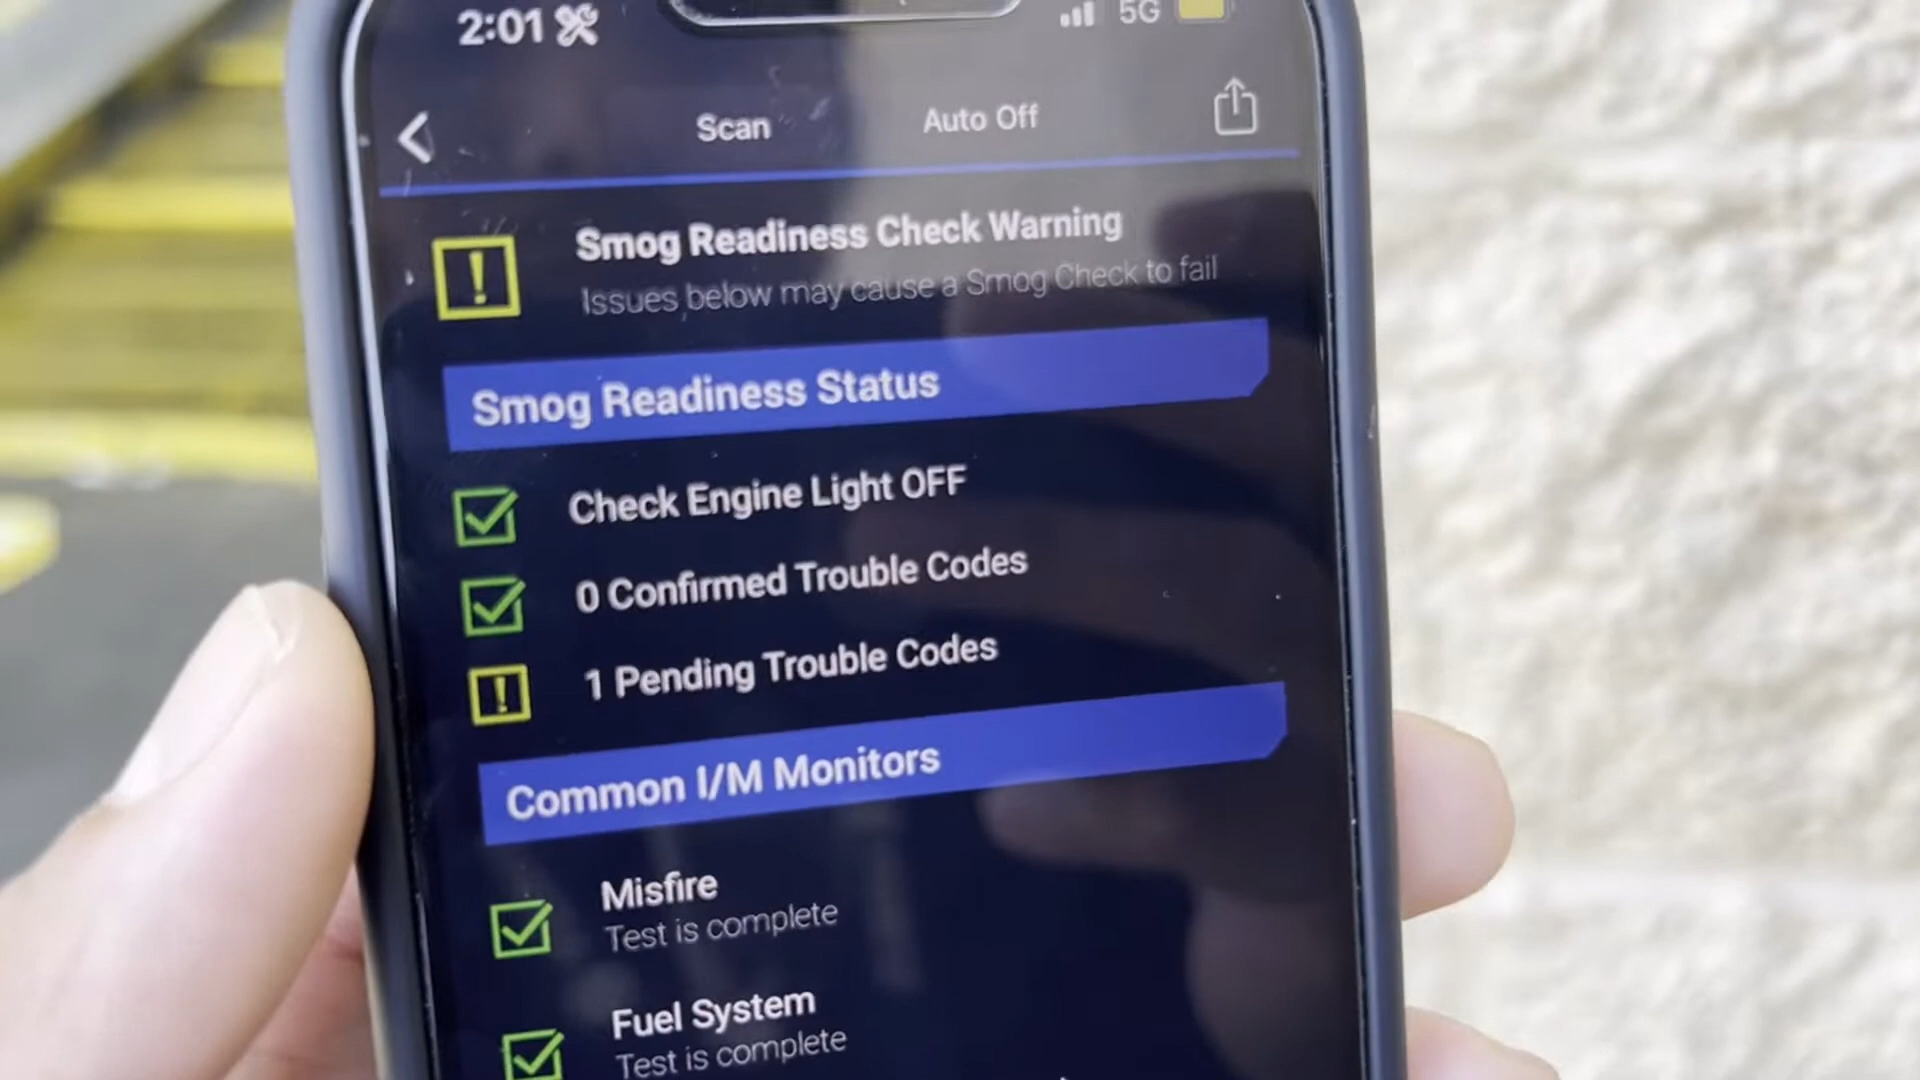 2:01 5G
Scan Auto Off
Smog Readiness Check Warning
Issues below may cause a Smog Check to fail
Smog Readiness Status
Check Engine Light OFF
0 Confirmed Trouble Codes
1 Pending Trouble Codes
Common I/M Monitors
Misfire
Test is complete
Fuel System
Test is complete